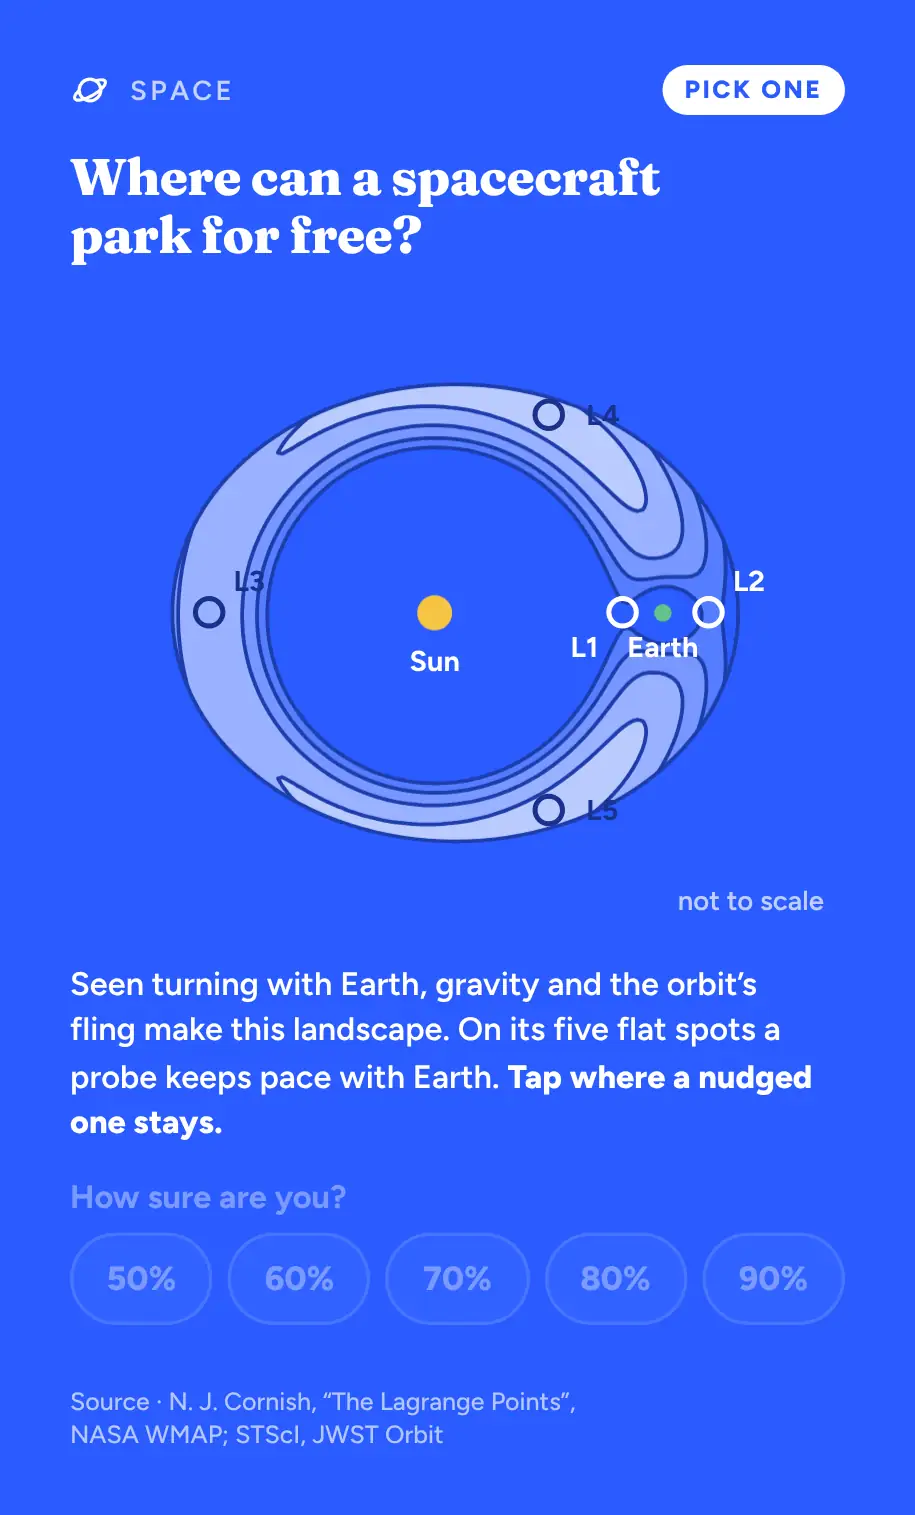 SPACE
PICK ONE
Where can a spacecraft
park for free?
L4
L3
L2
L1
Earth
Sun
L5
not to scale
Seen turning with Earth, gravity and the orbit’s
fling make this landscape. On its five flat spots a
probe keeps pace with Earth. Tap where a nudged
one stays.
How sure are you?
50%
60%
70%
80%
90%
Source · N. J. Cornish, “The Lagrange Points”,
NASA WMAP; STScI, JWST Orbit